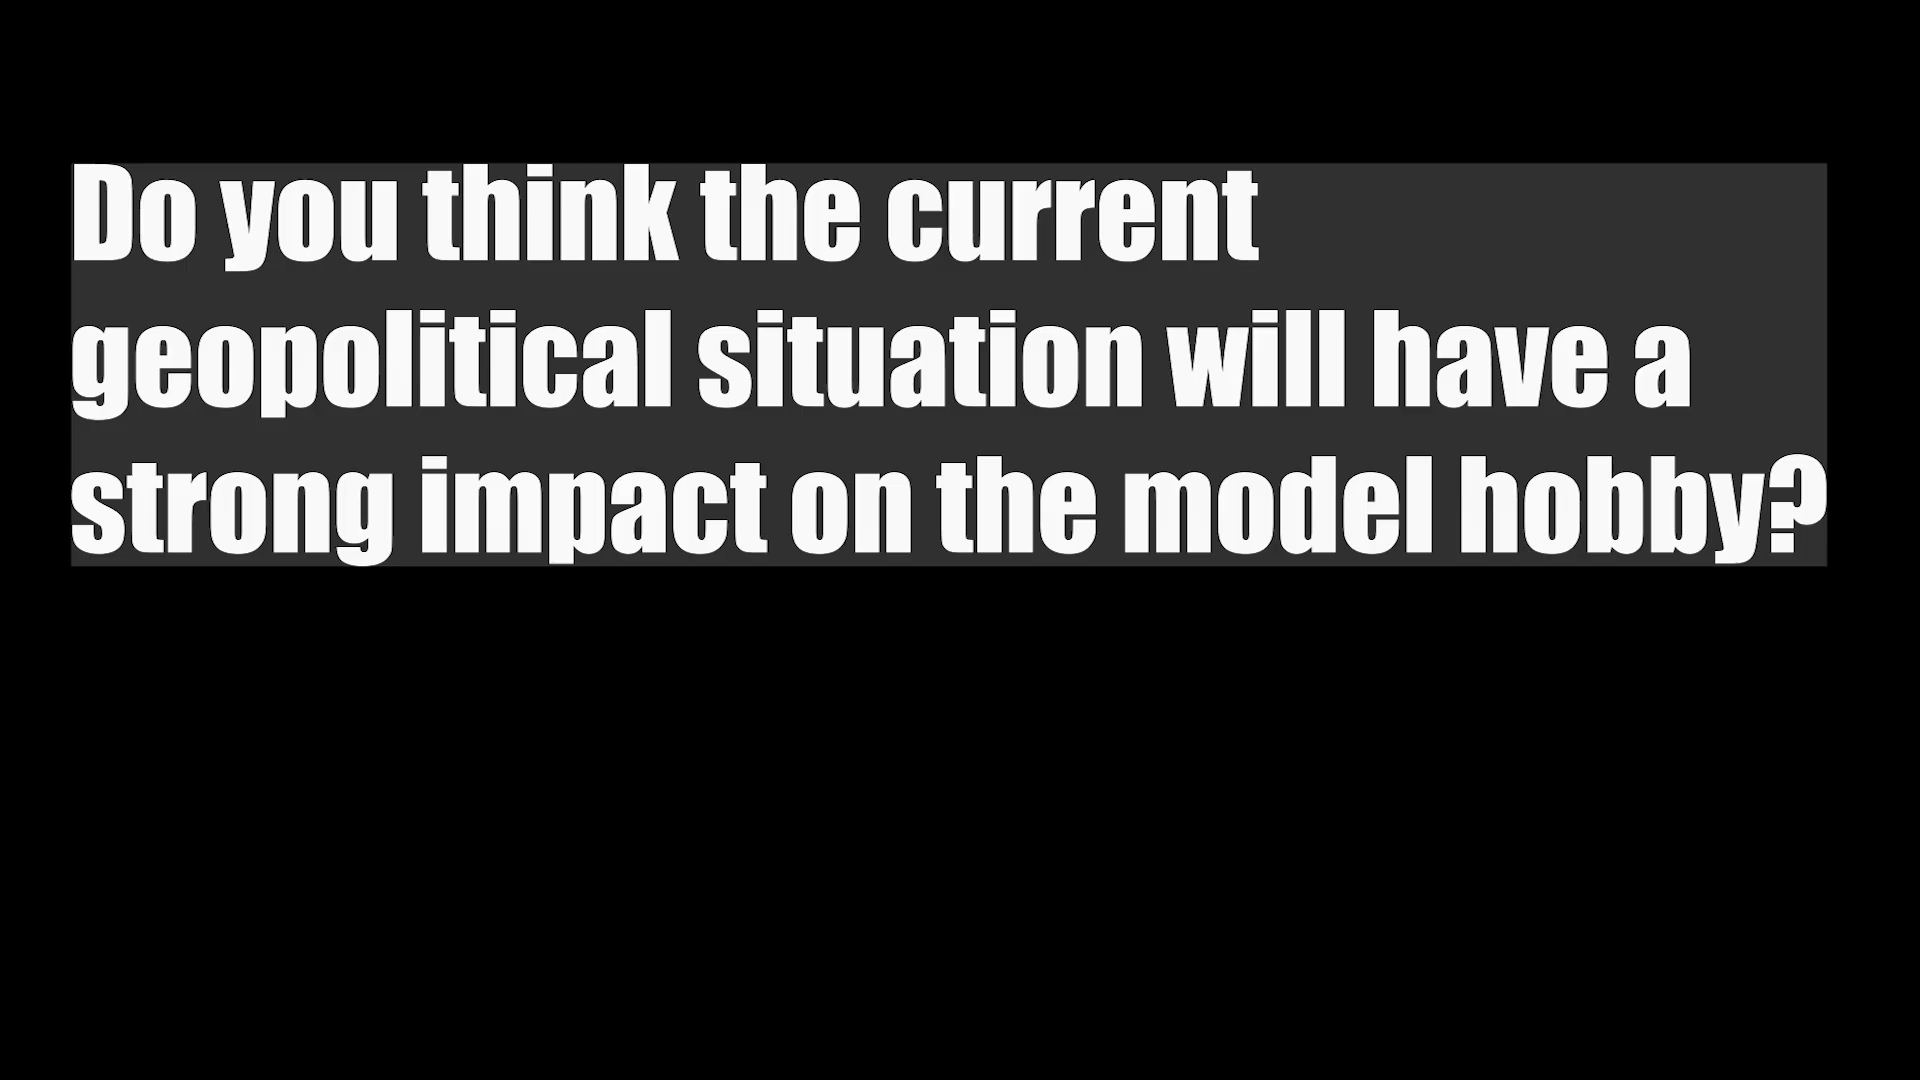 Do you think the current
geopolitical situation will have a
strong impact on the model hobby?